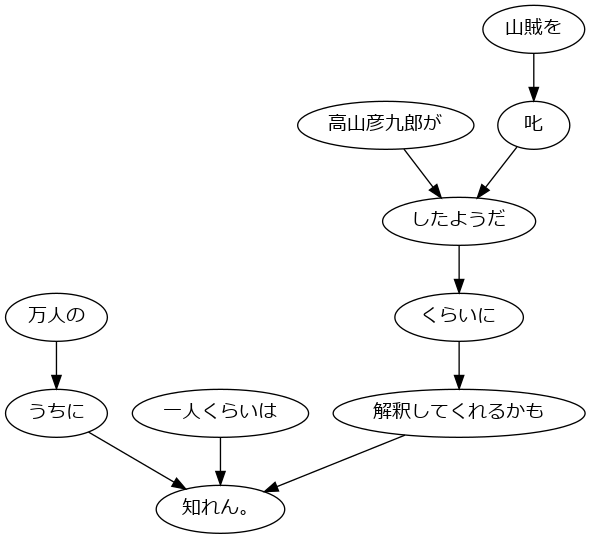 山賊を
高山彦九郎が
叱
したようだ
万人の
くらいに
うちに
一人くらいは
解釈してくれるかも
知れん。